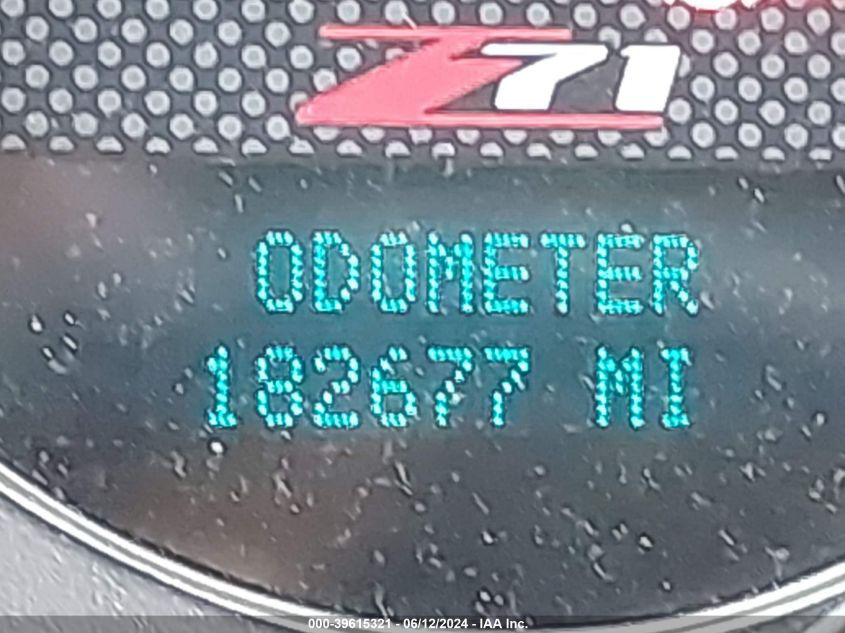 Z71
ODOMETER
182677 MI
000-39615321 - 06/12/2024 - IAA Inc.